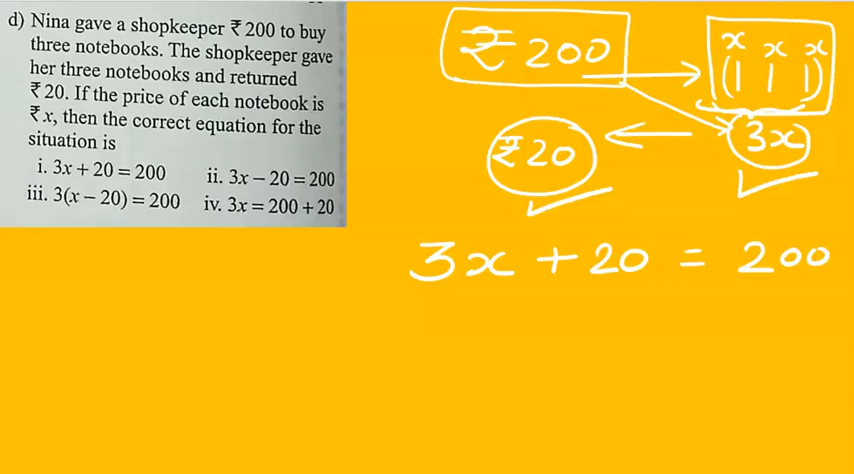 d) Nina gave a shopkeeper ₹ 200 to buy
three notebooks. The shopkeeper gave
her three notebooks and returned
₹ 20. If the price of each notebook is
₹ x, then the correct equation for the
situation is
i. 3x + 20 = 200 ii. 3x – 20 = 200
iii. 3(x – 20) = 200 iv. 3x = 200 + 20
₹ 200
x x x
3x
₹ 20
3x + 20 = 200